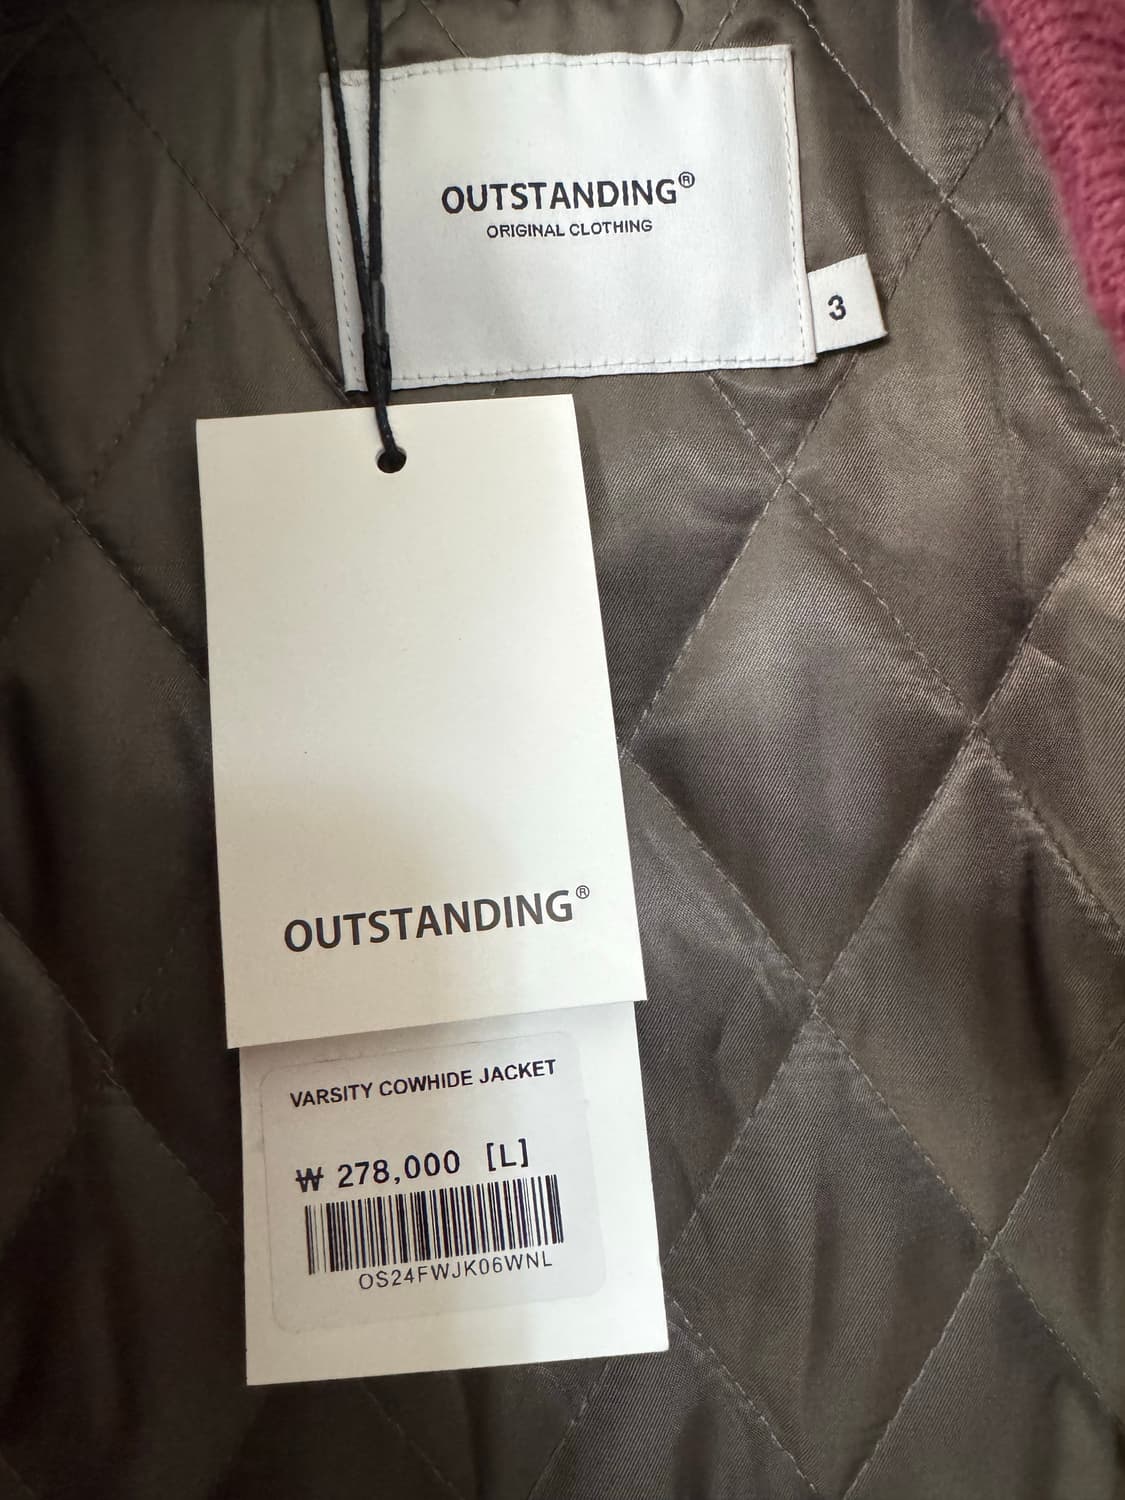 OUTSTANDING®
ORIGINAL CLOTHING
3
OUTSTANDING®
VARSITY COWHIDE JACKET
₩ 278,000 [L]
OS24FWJK06WNL